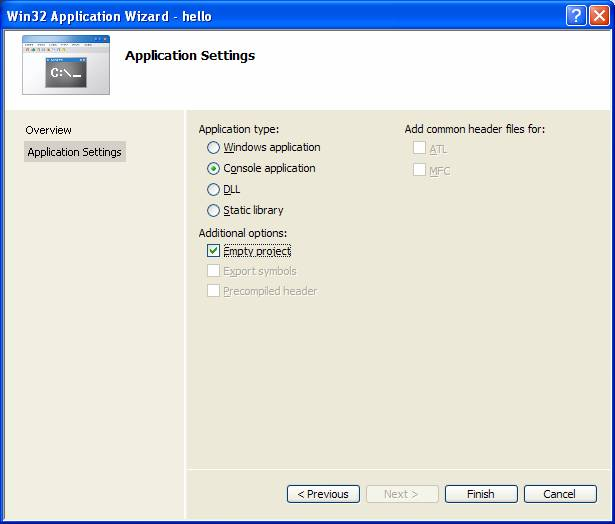 Win32 Application Wizard - hello
C:\_
Application Settings
Overview
Application Settings
Application type:
Windows application
Console application
DLL
Static library
Additional options:
Empty project
Export symbols
Precompiled header
Add common header files for:
ATL
MFC
< Previous
Next >
Finish
Cancel